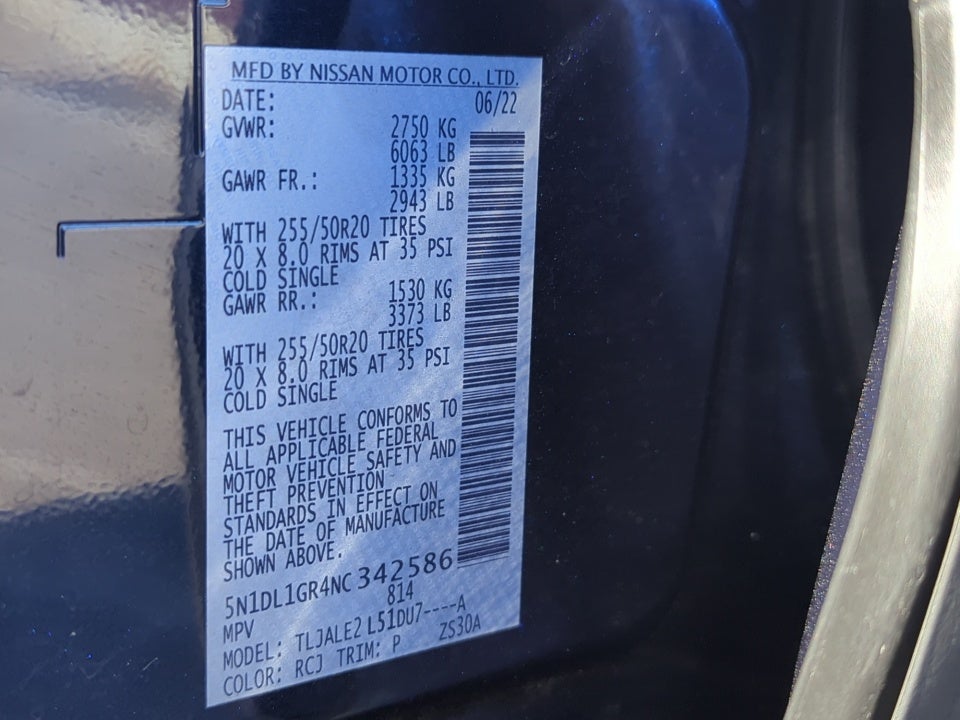 MFD BY NISSAN MOTOR CO., LTD.
DATE: 06/22
GVWR: 2750 KG
6063 LB
GAWR FR.: 1335 KG
2943 LB
WITH 255/50R20 TIRES
20 X 8.0 RIMS AT 35 PSI
COLD SINGLE
GAWR RR.: 1530 KG
3373 LB
WITH 255/50R20 TIRES
20 X 8.0 RIMS AT 35 PSI
COLD SINGLE
THIS VEHICLE CONFORMS TO
ALL APPLICABLE FEDERAL
MOTOR VEHICLE SAFETY AND
THEFT PREVENTION
STANDARDS IN EFFECT ON
THE DATE OF MANUFACTURE
SHOWN ABOVE.
5N1DL1GR4NC342586
MPV 814
MODEL: TLJALE2 L51DU7----A
COLOR: RCJ TRIM: P ZS30A